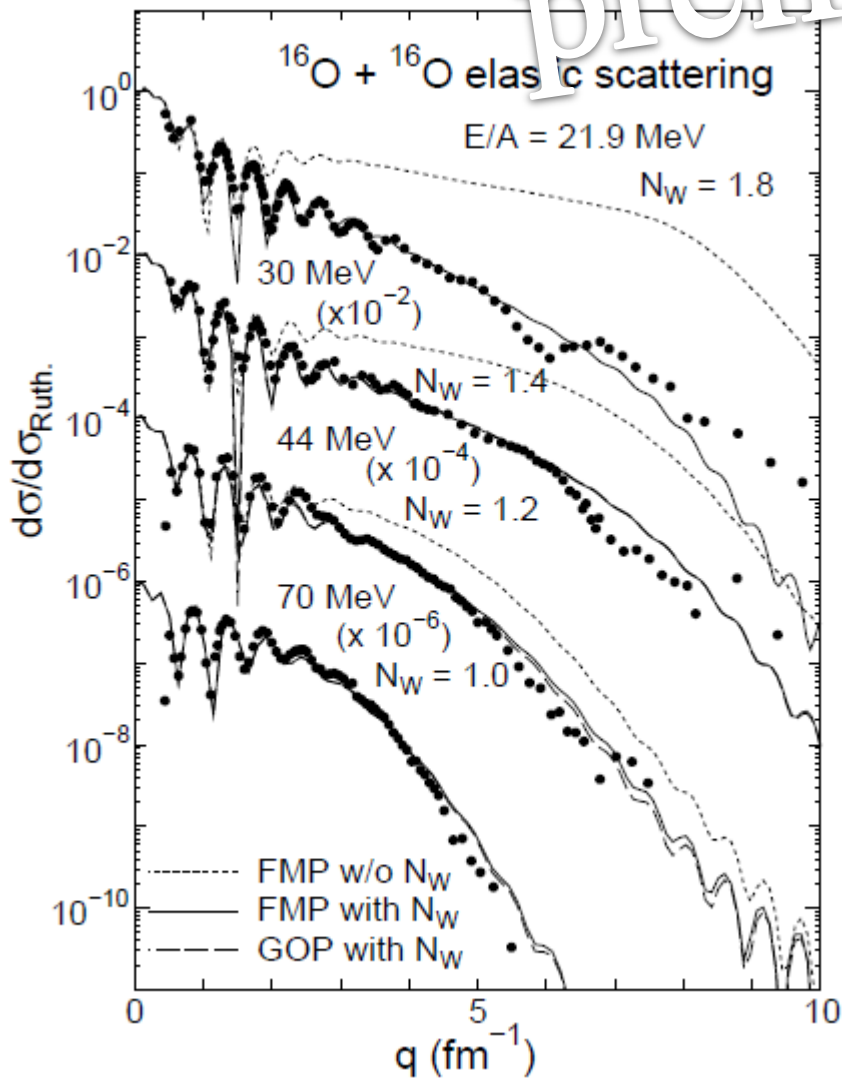 ¹⁶O + ¹⁶O elastic scattering
E/A = 21.9 MeV
N_W = 1.8
30 MeV
(x10⁻²)
N_W = 1.4
44 MeV
(x 10⁻⁴)
N_W = 1.2
70 MeV
(x 10⁻⁶)
N_W = 1.0
FMP w/o N_W
FMP with N_W
GOP with N_W
10⁰
10⁻²
10⁻⁴
10⁻⁶
10⁻⁸
10⁻¹⁰
dσ/dσ_Ruth.
0 5 10
q (fm⁻¹)